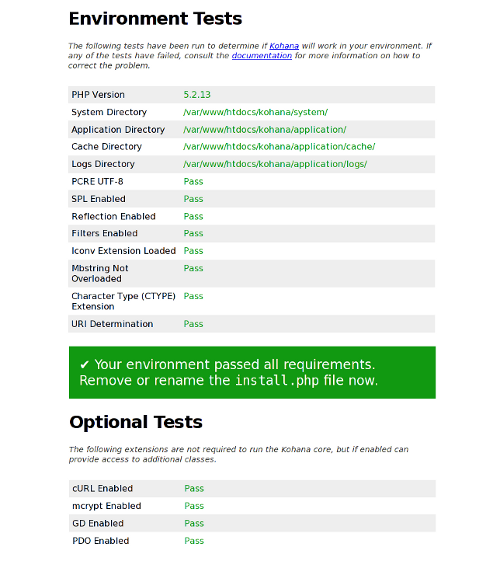 Environment Tests
The following tests have been run to determine if Kohana will work in your environment. If
any of the tests have failed, consult the documentation for more information on how to
correct the problem.
PHP Version 5.2.13
System Directory /var/www/htdocs/kohana/system/
Application Directory /var/www/htdocs/kohana/application/
Cache Directory /var/www/htdocs/kohana/application/cache/
Logs Directory /var/www/htdocs/kohana/application/logs/
PCRE UTF-8 Pass
SPL Enabled Pass
Reflection Enabled Pass
Filters Enabled Pass
Iconv Extension Loaded Pass
Mbstring Not Pass
Overloaded
Character Type (CTYPE) Pass
Extension
URI Determination Pass
✔ Your environment passed all requirements.
Remove or rename the install.php file now.
Optional Tests
The following extensions are not required to run the Kohana core, but if enabled can
provide access to additional classes.
cURL Enabled Pass
mcrypt Enabled Pass
GD Enabled Pass
PDO Enabled Pass